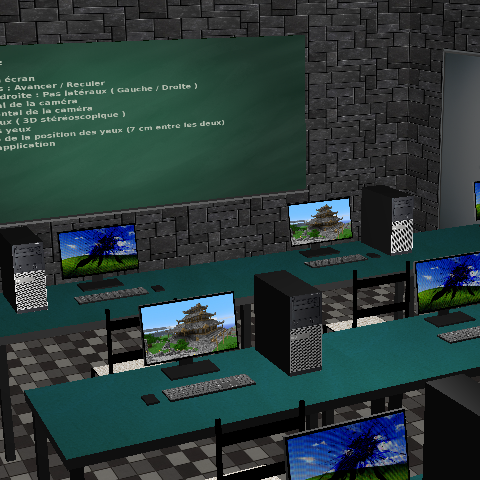 :
écran
s : Avancer / Reculer
droite : Pas latéraux ( Gauche / Droite )
al de la caméra
ental de la caméra
ux ( 3D stéréoscopique )
s yeux
de la position des yeux (7 cm entre les deux)
application